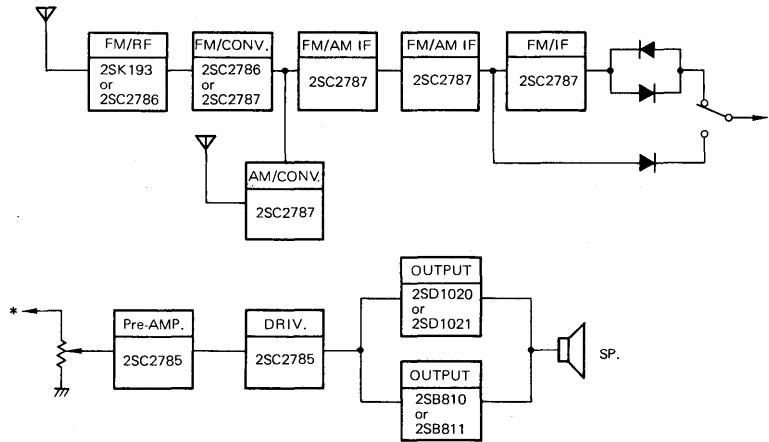 FM/RF
2SK193
or
2SC2786
FM/CONV.
2SC2786
or
2SC2787
FM/AM IF
2SC2787
FM/AM IF
2SC2787
FM/IF
2SC2787
AM/CONV.
2SC2787
*
Pre-AMP.
2SC2785
DRIV.
2SC2785
OUTPUT
2SD1020
or
2SD1021
OUTPUT
2SB810
or
2SB811
SP.